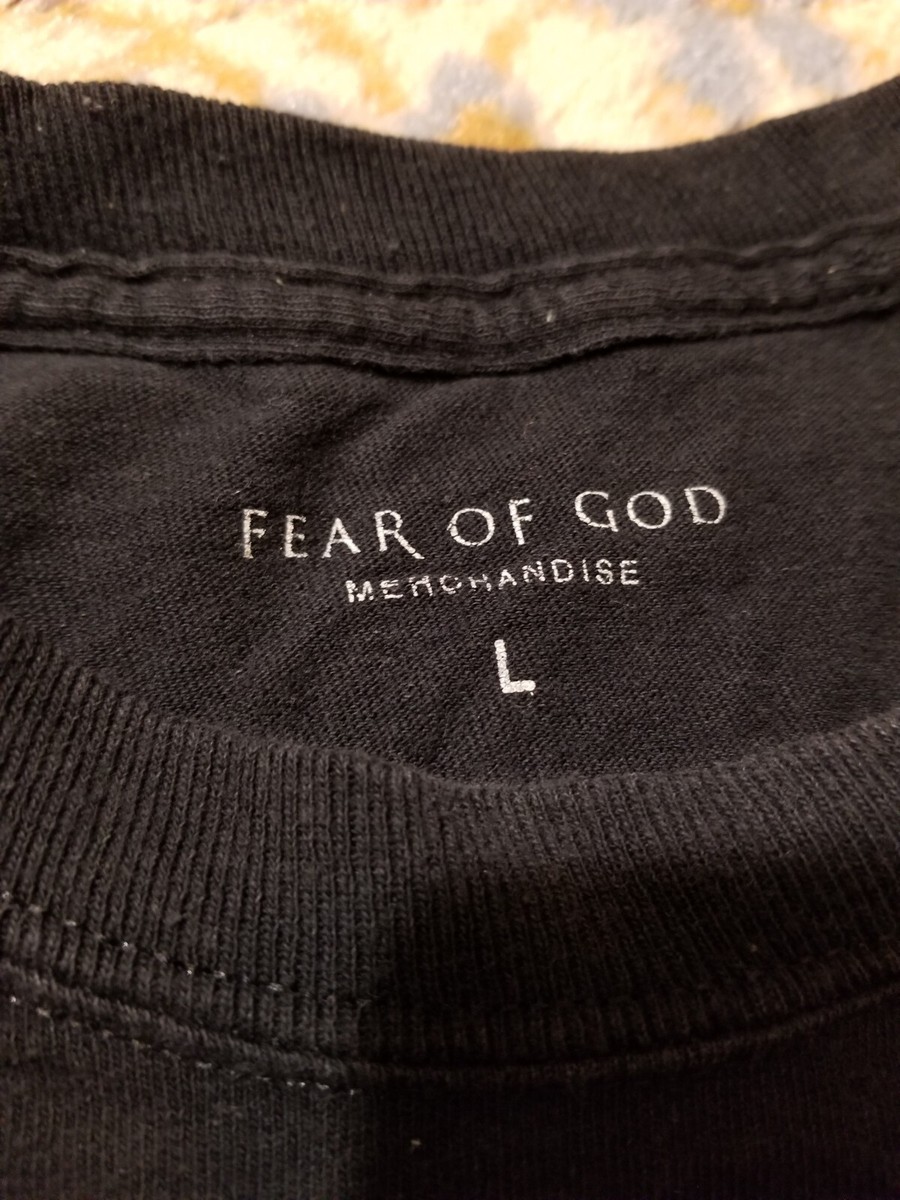 FEAR OF GOD
MERCHANDISE
L